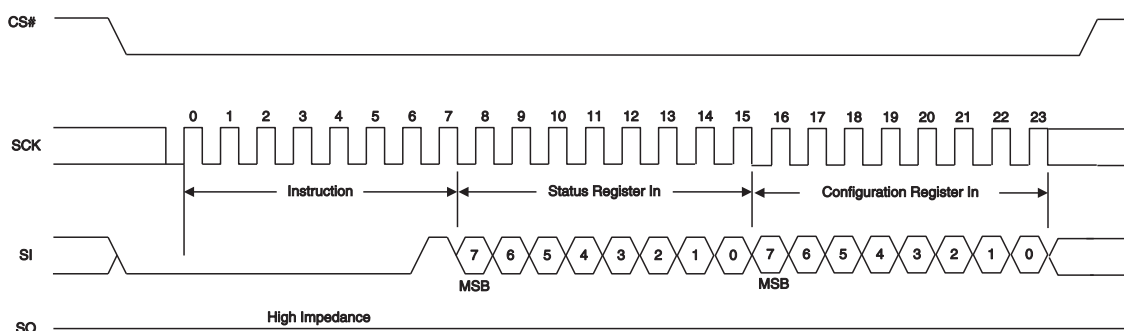 CS#
0 1 2 3 4 5 6 7 8 9 10 11 12 13 14 15 16 17 18 19 20 21 22 23
SCK
Instruction Status Register In Configuration Register In
SI 7 6 5 4 3 2 1 0 7 6 5 4 3 2 1 0
MSB MSB
High Impedance
SO